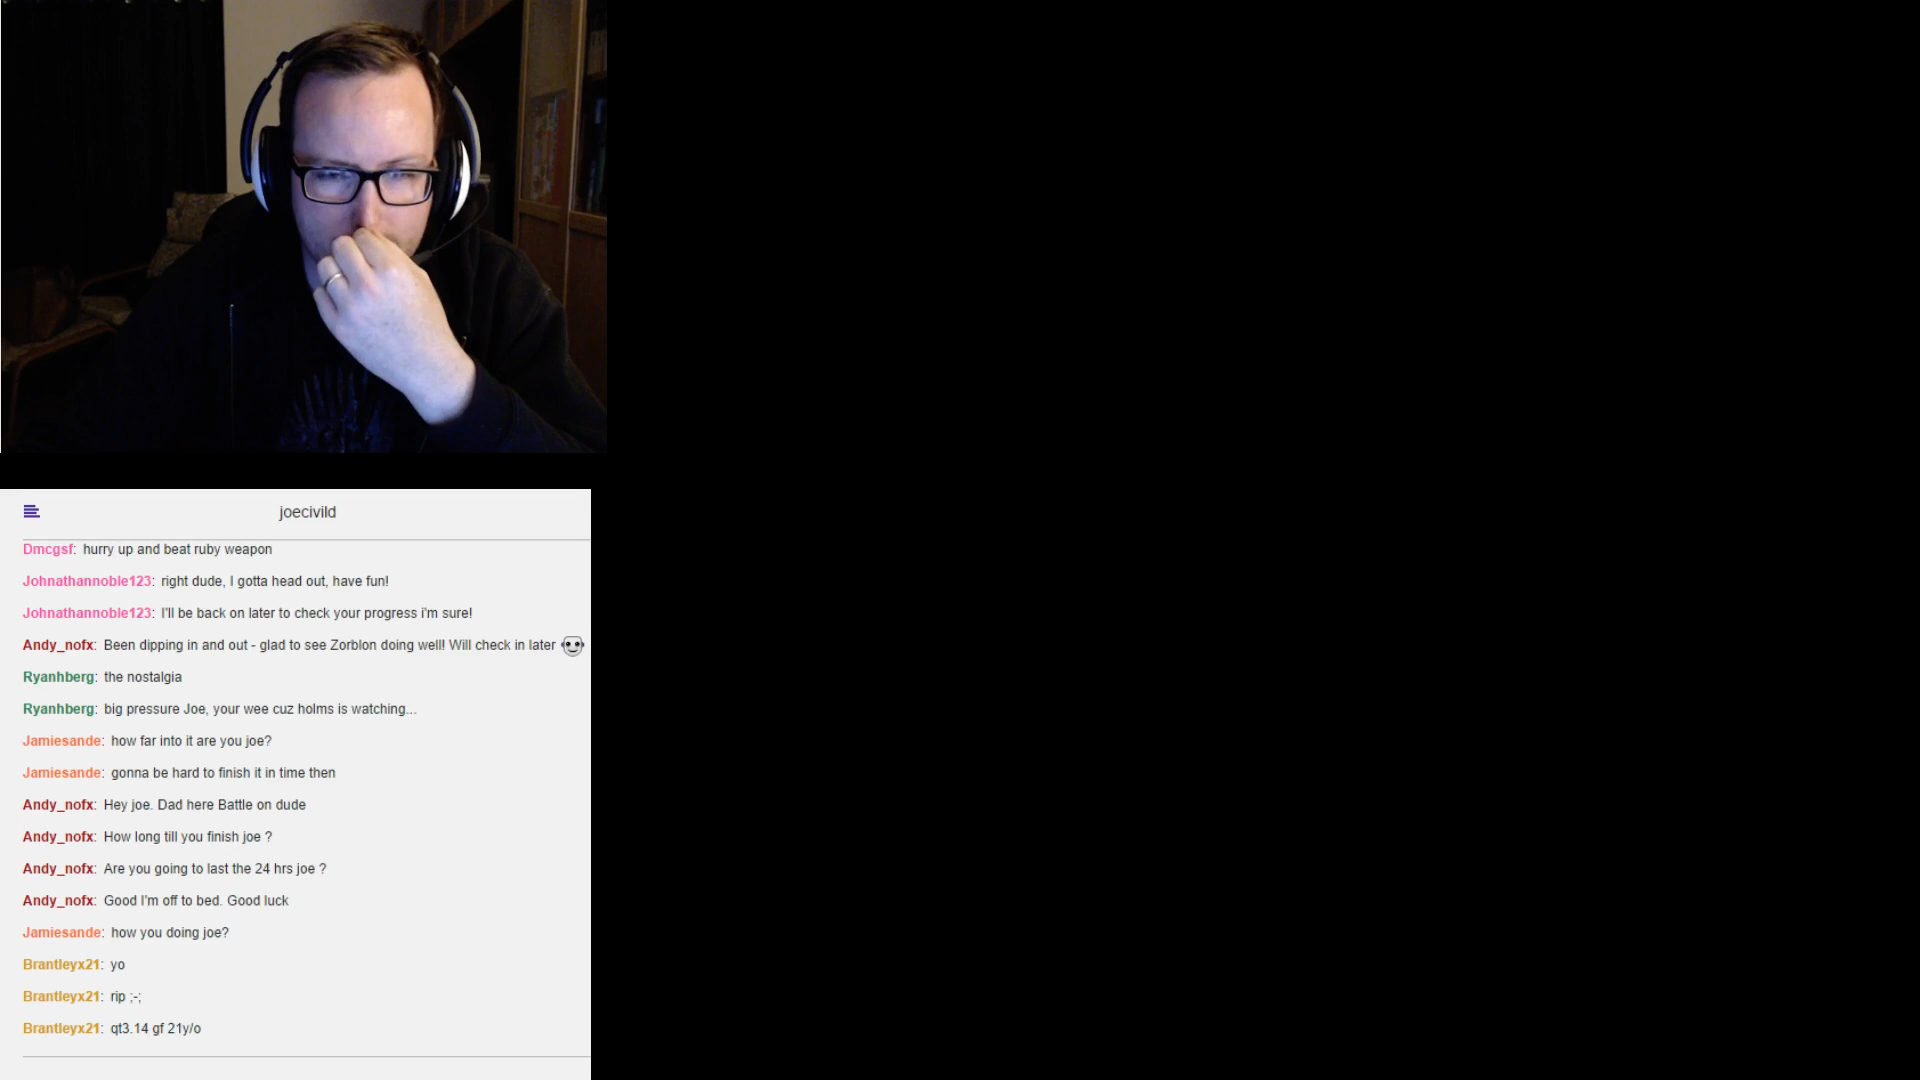 joecivild
Dmcgsf: hurry up and beat ruby weapon
Johnathannoble123: right dude, I gotta head out, have fun!
Johnathannoble123: I'll be back on later to check your progress i'm sure!
Andy_nofx: Been dipping in and out - glad to see Zorblon doing well! Will check in later
Ryanhberg: the nostalgia
Ryanhberg: big pressure Joe, your wee cuz holms is watching...
Jamiesande: how far into it are you joe?
Jamiesande: gonna be hard to finish it in time then
Andy_nofx: Hey joe. Dad here Battle on dude
Andy_nofx: How long till you finish joe ?
Andy_nofx: Are you going to last the 24 hrs joe ?
Andy_nofx: Good I'm off to bed. Good luck
Jamiesande: how you doing joe?
Brantleyx21: yo
Brantleyx21: rip ;-;
Brantleyx21: qt3.14 gf 21y/o